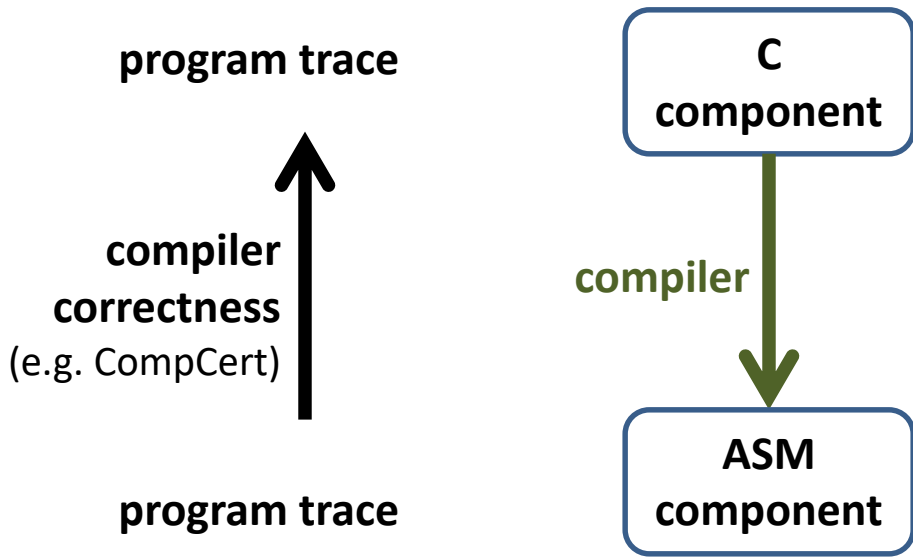 program trace
C
component
compiler
correctness
(e.g. CompCert)
compiler
program trace
ASM
component